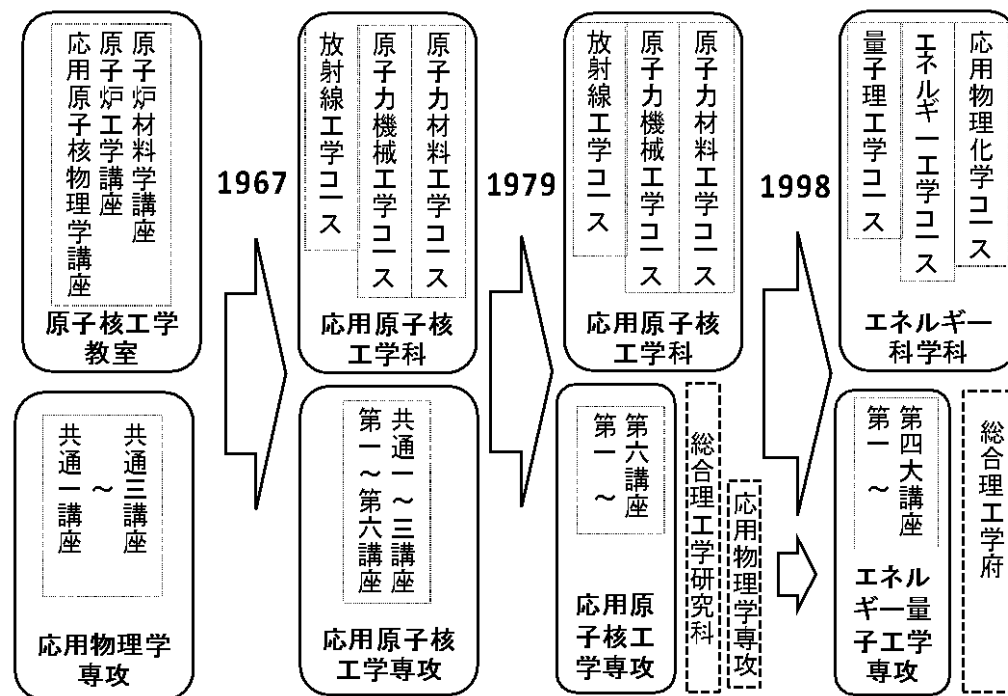 原子炉材料学講座
原子炉工学講座
応用原子核物理学講座
原子核工学
教室
共通一講座
～
共通三講座
応用物理学
専攻
1967
放射線工学コース
原子力機械工学コース
原子力材料工学コース
応用原子核
工学科
共通一～三講座
第一～第六講座
応用原子核
工学専攻
1979
放射線工学コース
原子力機械工学コース
原子力材料工学コース
応用原子核
工学科
第一～
第六講座
応用原
子核工
学専攻
総合理工学研究科
応用物理学専攻
1998
量子理工学コース
エネルギー工学コース
応用物理化学コース
エネルギー
科学科
第一～
第四大講座
エネル
ギー量
子工学
専攻
総合理工学府